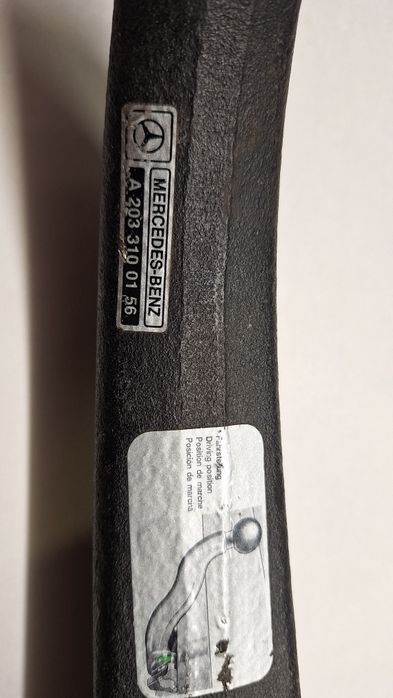 MERCEDES-BENZ
A 203 310 01 56
Fahrstellung
Driving position
Position de marche
Posición de marcha